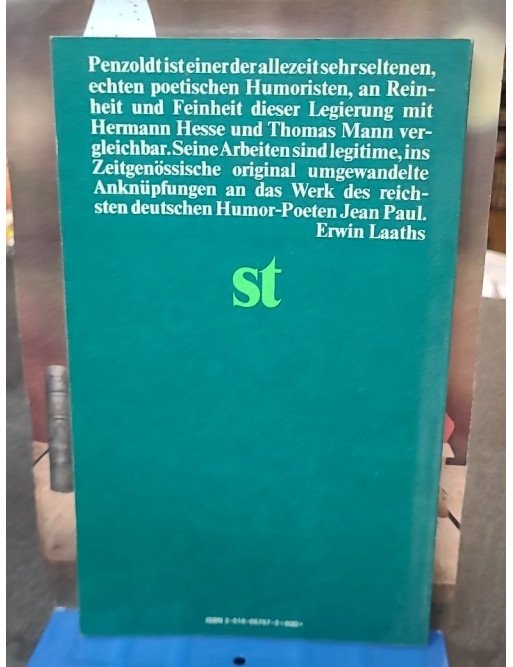 Penzoldt ist einer der allezeit sehr seltenen,
echten poetischen Humoristen, an Rein-
heit und Feinheit dieser Legierung mit
Hermann Hesse und Thomas Mann ver-
gleichbar. Seine Arbeiten sind legitime, ins
Zeitgenössische original umgewandelte
Anknüpfungen an das Werk des reich-
sten deutschen Humor-Poeten Jean Paul.
Erwin Laaths
st
ISBN